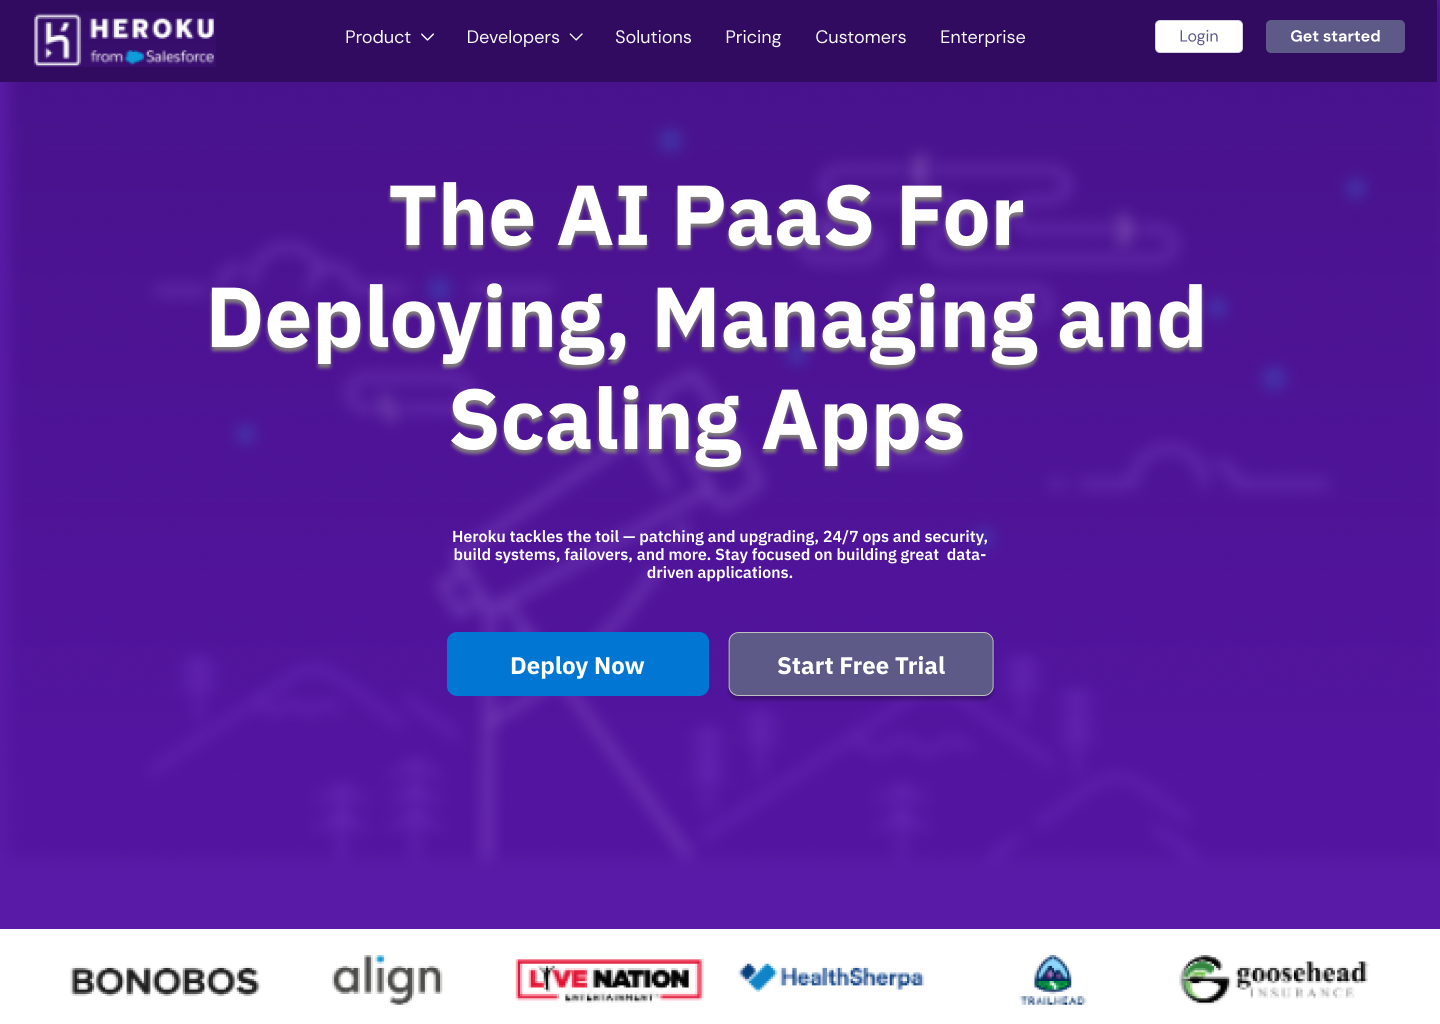 HEROKU
from Salesforce
Product Developers Solutions Pricing Customers Enterprise Login Get started
The AI PaaS For
Deploying, Managing and
Scaling Apps
Heroku tackles the toil — patching and upgrading, 24/7 ops and security,
build systems, failovers, and more. Stay focused on building great data-
driven applications.
Deploy Now Start Free Trial
BONOBOS
align
LIVE NATION
ENTERTAINMENT
HealthSherpa
TRAILHEAD
goosehead
INSURANCE